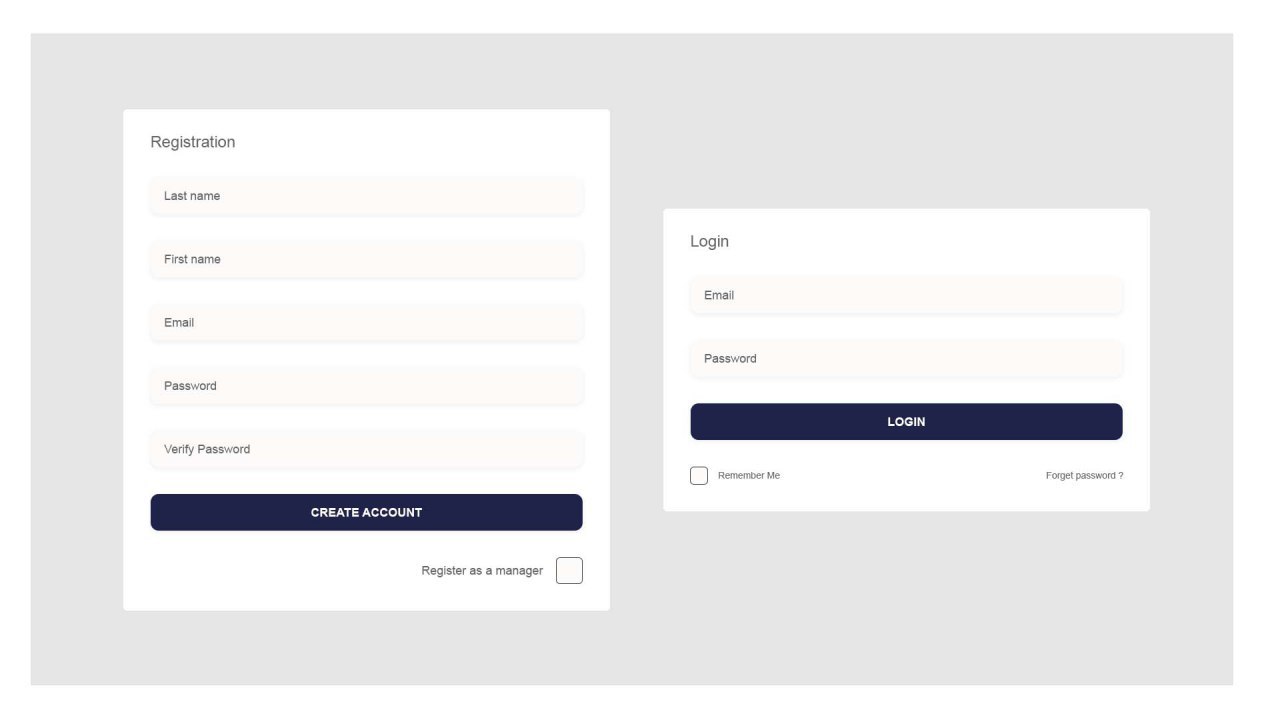 Registration
Last name
First name
Email
Password
Verify Password
CREATE ACCOUNT
Register as a manager
Login
Email
Password
LOGIN
Remember Me
Forget password ?